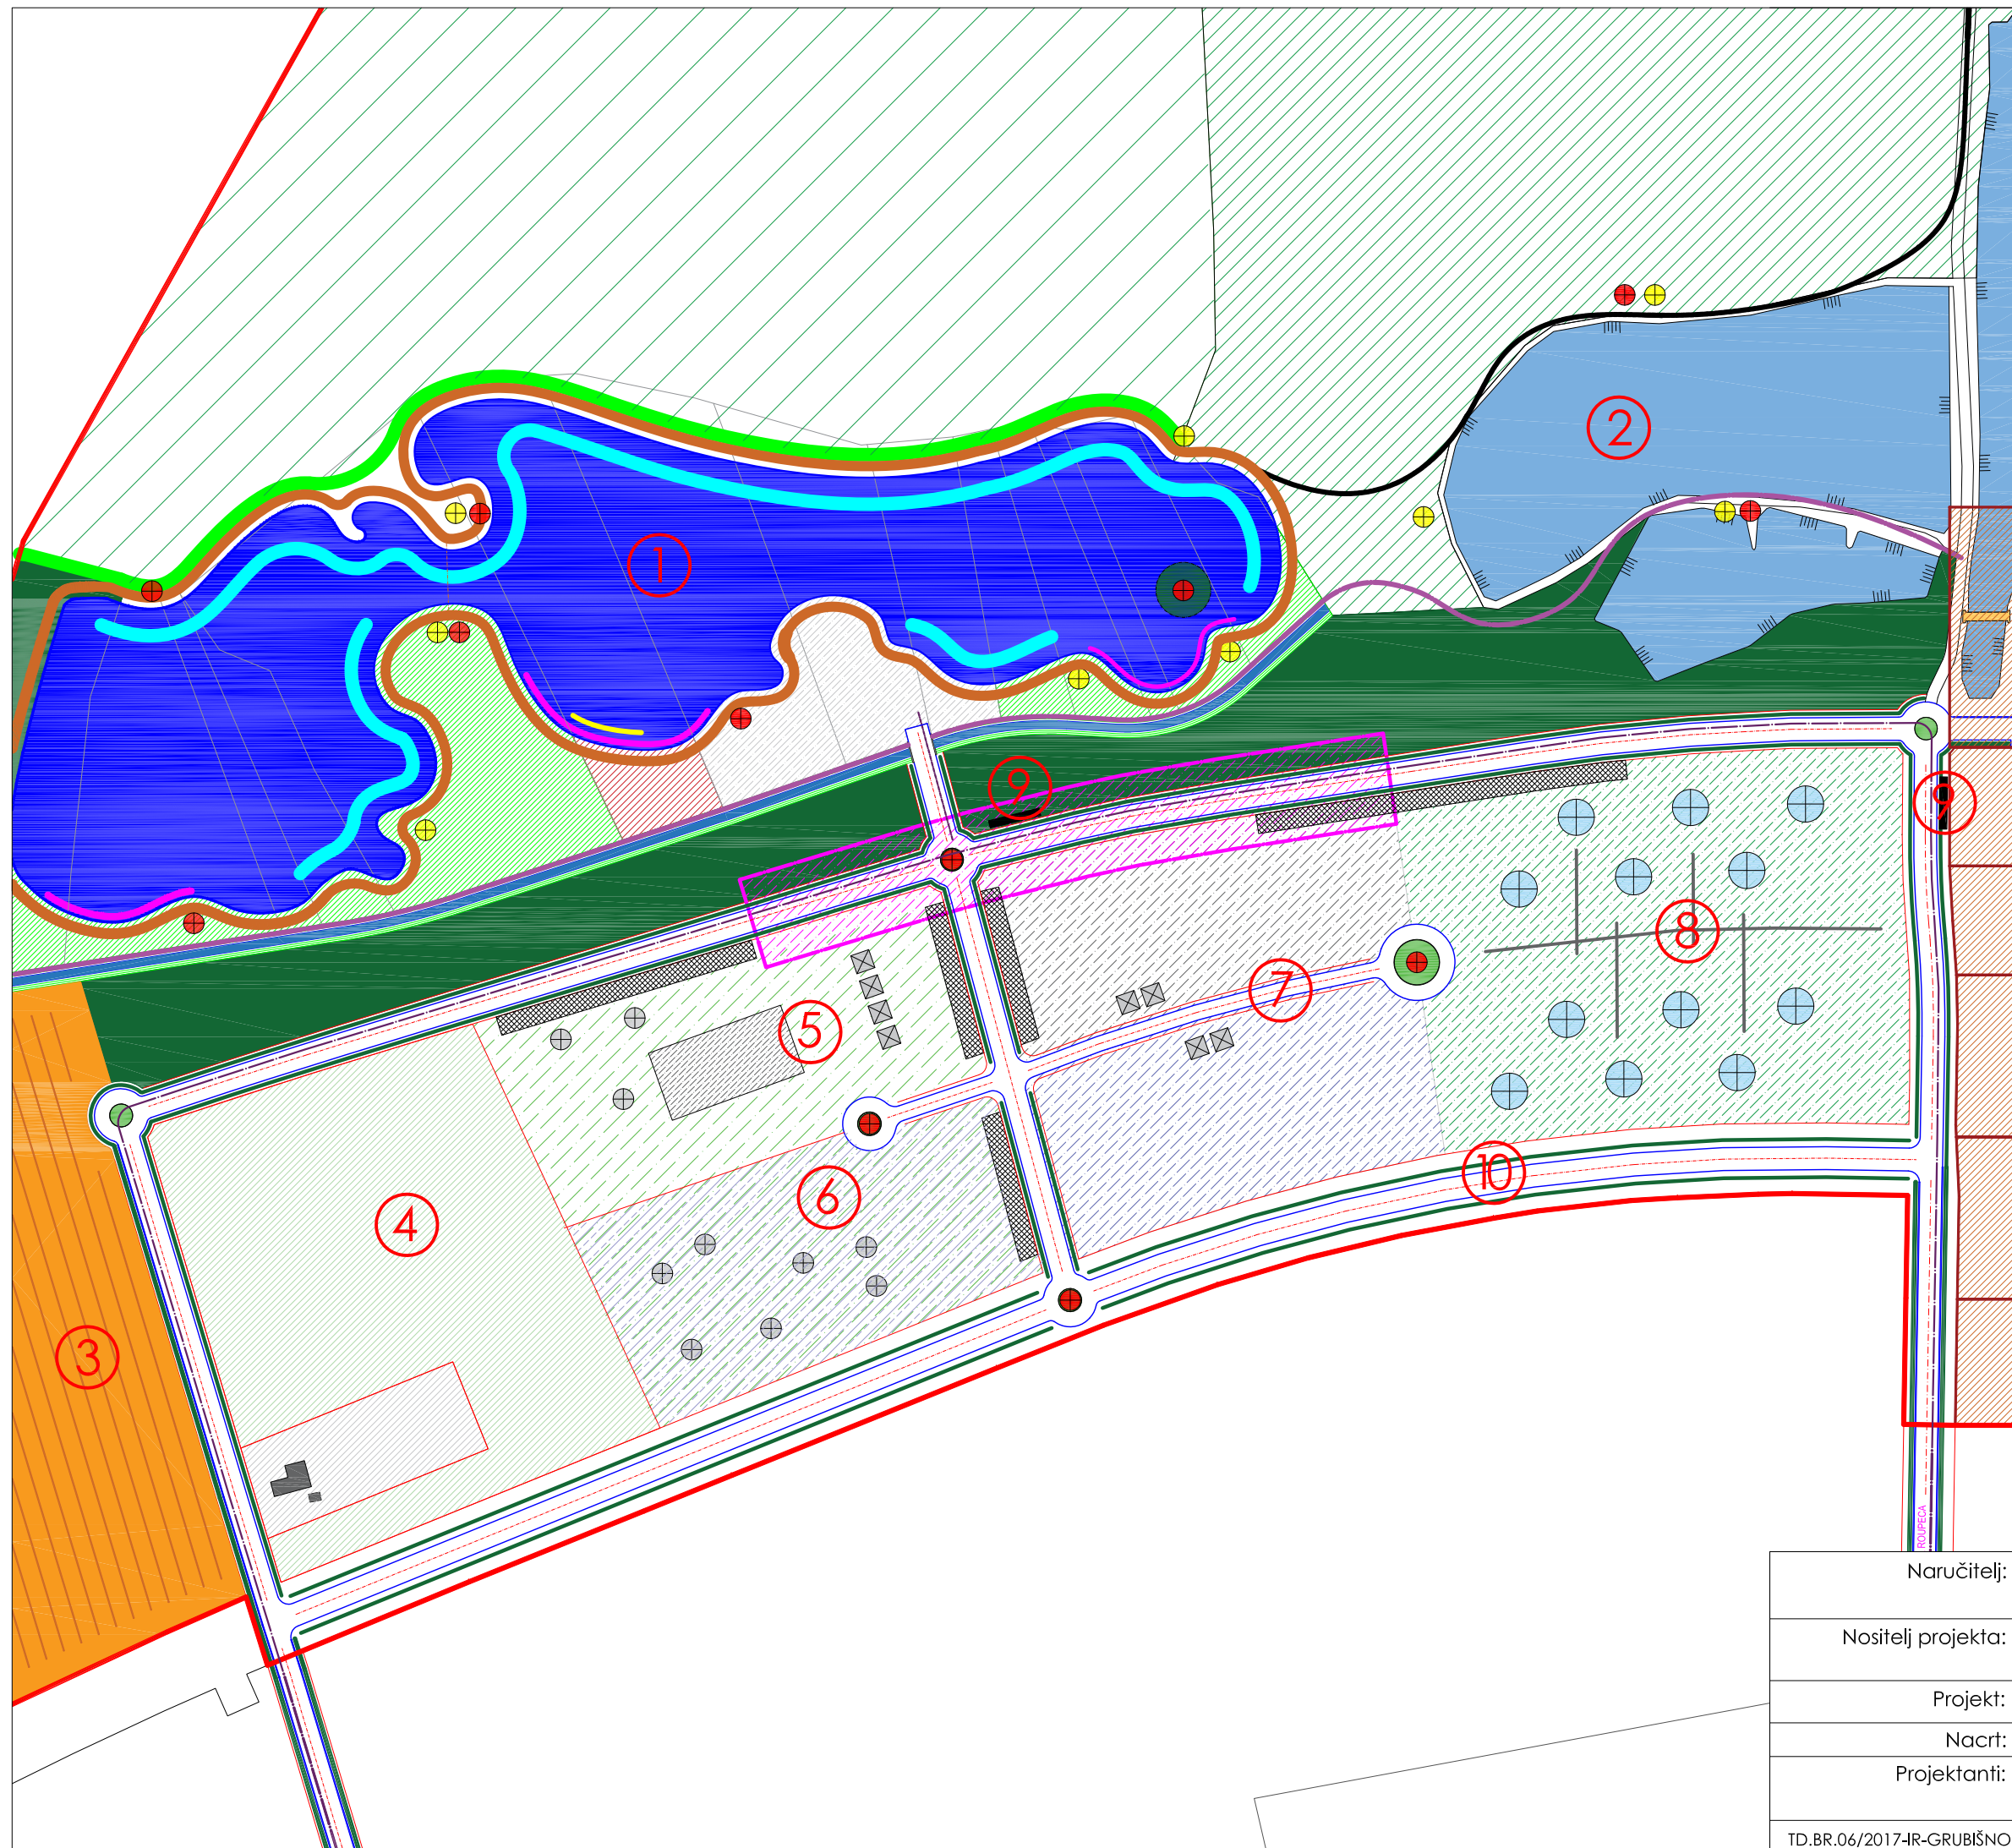 2
1
9
9
8
7
5
10
6
4
3
ROUPECA
Naručitelj:
Nositelj projekta:
Projekt:
Nacrt:
Projektanti:
TD.BR.06/2017-IR-GRUBIŠNO